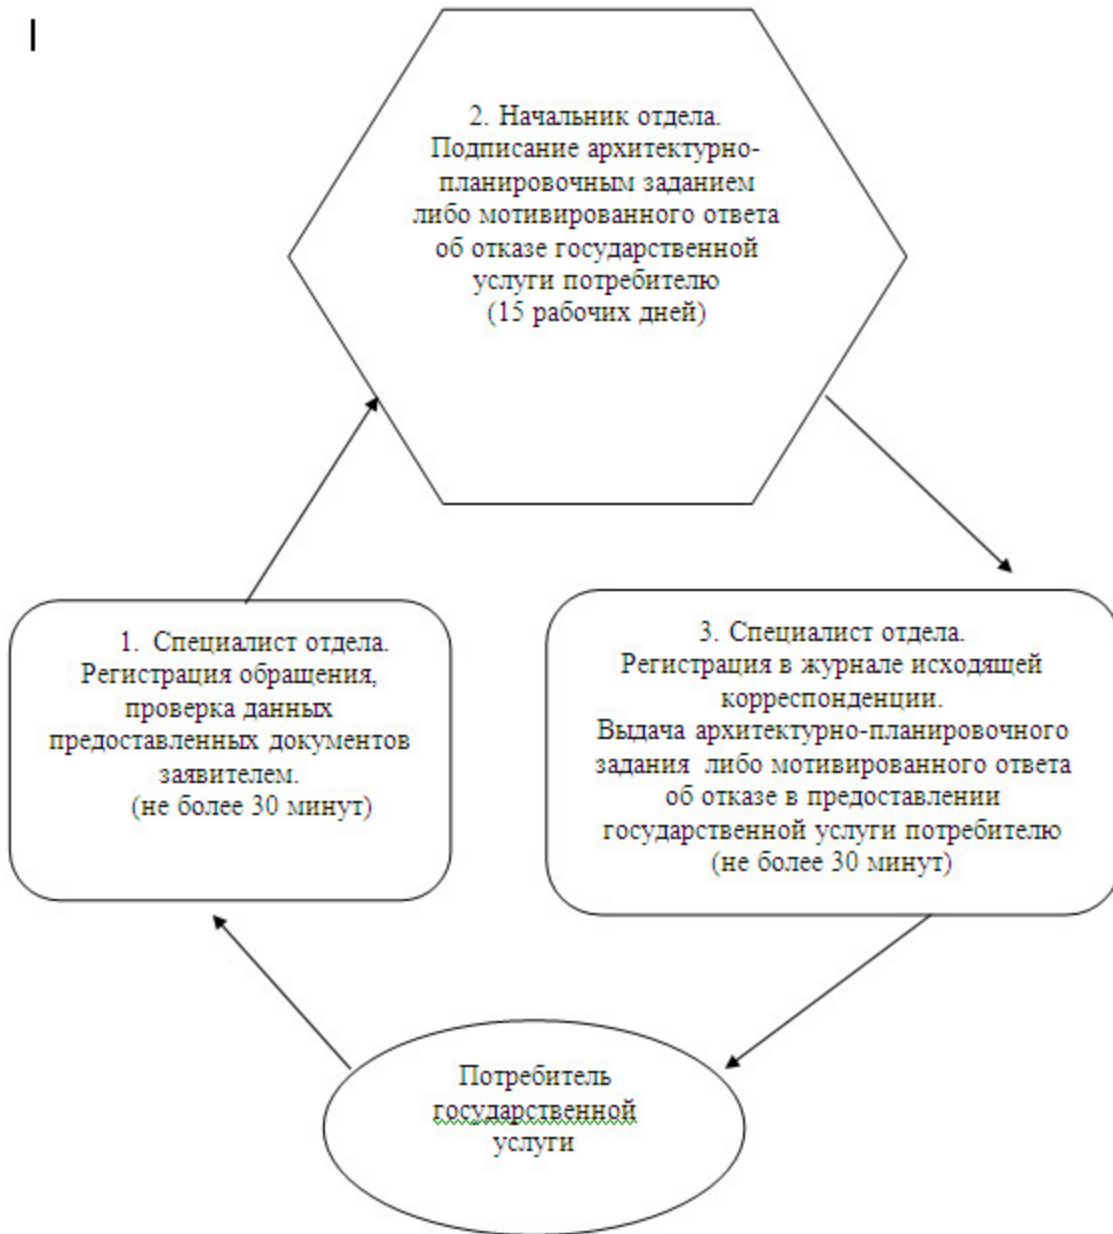 2. Начальник отдела.
Подписание архитектурно-
планировочным заданием
либо мотивированного ответа
об отказе государственной
услуги потребителю
(15 рабочих дней)
1. Специалист отдела.
Регистрация обращения,
проверка данных
предоставленных документов
заявителем.
(не более 30 минут)
3. Специалист отдела.
Регистрация в журнале исходящей
корреспонденции.
Выдача архитектурно-планировочного
задания либо мотивированного ответа
об отказе в предоставлении
государственной услуги потребителю
(не более 30 минут)
Потребитель
государственной
услуги